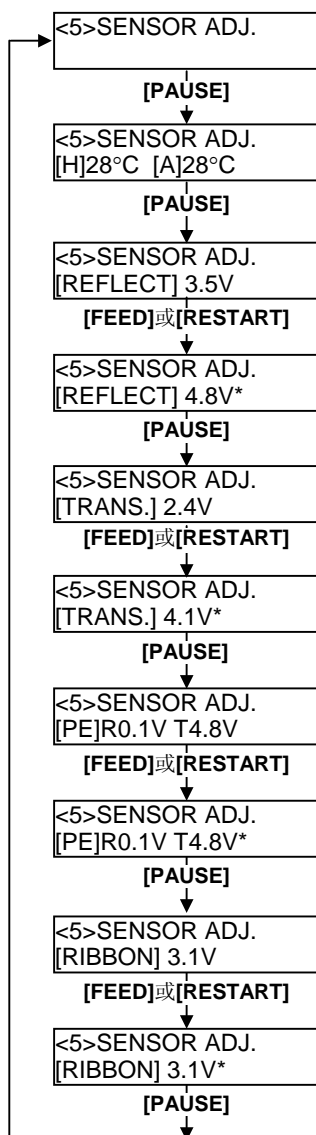 <5>SENSOR ADJ.
[PAUSE]
<5>SENSOR ADJ.
[H]28°C [A]28°C
[PAUSE]
<5>SENSOR ADJ.
[REFLECT] 3.5V
[FEED]或[RESTART]
<5>SENSOR ADJ.
[REFLECT] 4.8V*
[PAUSE]
<5>SENSOR ADJ.
[TRANS.] 2.4V
[FEED]或[RESTART]
<5>SENSOR ADJ.
[TRANS.] 4.1V*
[PAUSE]
<5>SENSOR ADJ.
[PE]R0.1V T4.8V
[FEED]或[RESTART]
<5>SENSOR ADJ.
[PE]R0.1V T4.8V*
[PAUSE]
<5>SENSOR ADJ.
[RIBBON] 3.1V
[FEED]或[RESTART]
<5>SENSOR ADJ.
[RIBBON] 3.1V*
[PAUSE]